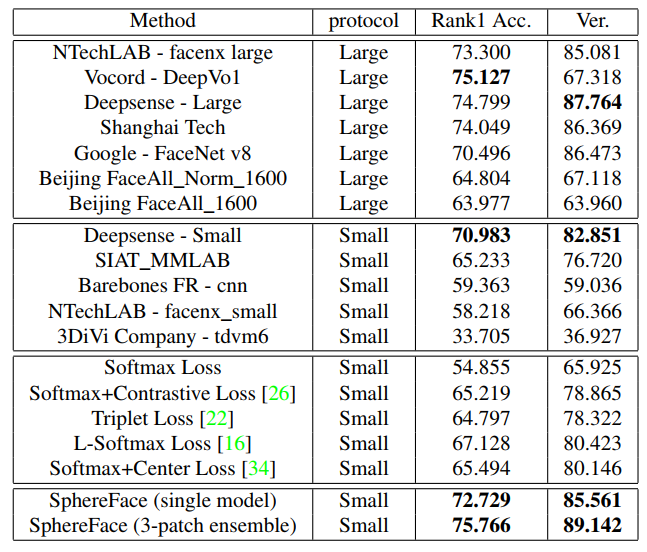 Method protocol Rank1 Acc. Ver.
NTechLAB - facenx large Large 73.300 85.081
Vocord - DeepVo1 Large 75.127 67.318
Deepsense - Large Large 74.799 87.764
Shanghai Tech Large 74.049 86.369
Google - FaceNet v8 Large 70.496 86.473
Beijing FaceAll_Norm_1600 Large 64.804 67.118
Beijing FaceAll_1600 Large 63.977 63.960
Deepsense - Small Small 70.983 82.851
SIAT_MMLAB Small 65.233 76.720
Barebones FR - cnn Small 59.363 59.036
NTechLAB - facenx_small Small 58.218 66.366
3DiVi Company - tdvm6 Small 33.705 36.927
Softmax Loss Small 54.855 65.925
Softmax+Contrastive Loss [26] Small 65.219 78.865
Triplet Loss [22] Small 64.797 78.322
L-Softmax Loss [16] Small 67.128 80.423
Softmax+Center Loss [34] Small 65.494 80.146
SphereFace (single model) Small 72.729 85.561
SphereFace (3-patch ensemble) Small 75.766 89.142